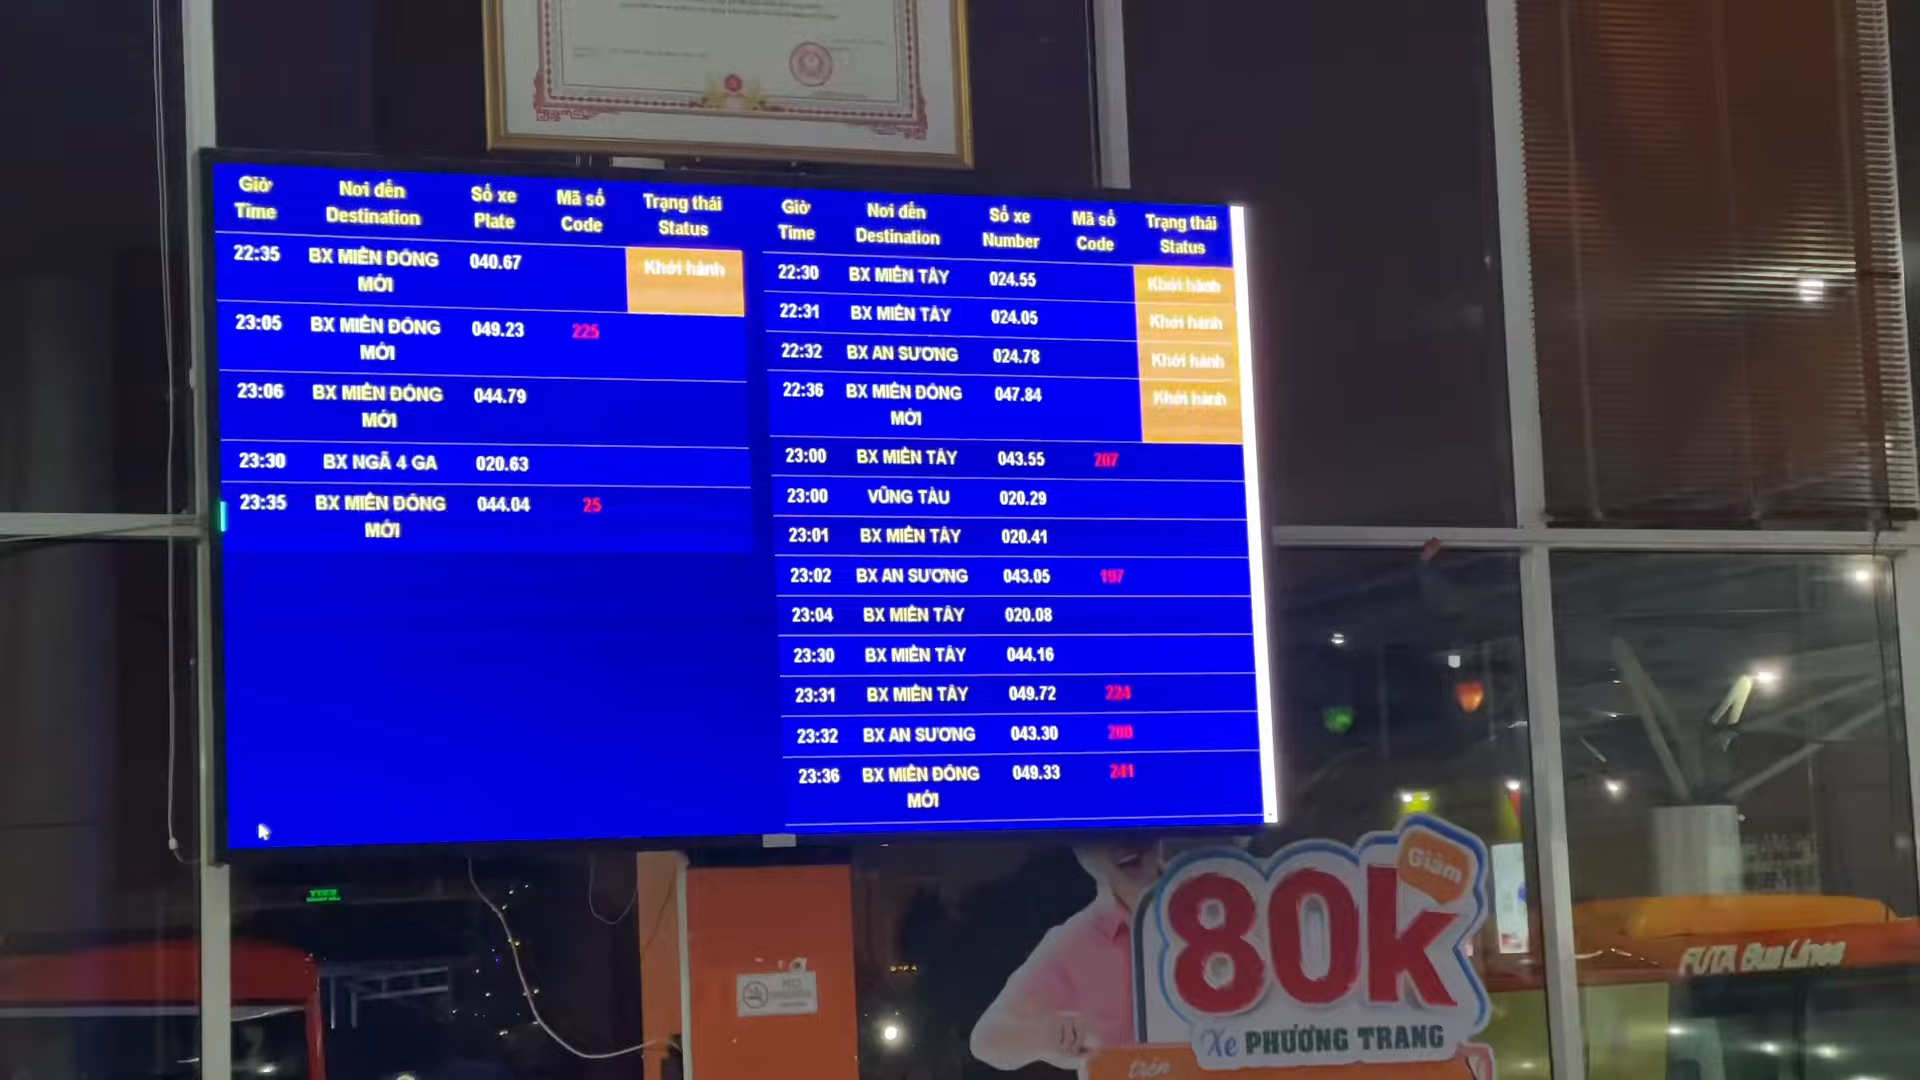 Giờ Nơi đến Số xe Mã số Trạng thái
Time Destination Plate Code Status
22:35 BX MIỀN ĐÔNG 040.67 Khởi hành
MỚI
23:05 BX MIỀN ĐÔNG 049.23 225
MỚI
23:06 BX MIỀN ĐÔNG 044.79
MỚI
23:30 BX NGÃ 4 GA 020.63
23:35 BX MIỀN ĐÔNG 044.04 25
MỚI
Giờ Nơi đến Số xe Mã số Trạng thái
Time Destination Number Code Status
22:30 BX MIỀN TÂY 024.55 Khởi hành
22:31 BX MIỀN TÂY 024.05 Khởi hành
22:32 BX AN SƯƠNG 024.78 Khởi hành
22:36 BX MIỀN ĐÔNG 047.84 Khởi hành
MỚI
23:00 BX MIỀN TÂY 043.55 207
23:00 VŨNG TÀU 020.29
23:01 BX MIỀN TÂY 020.41
23:02 BX AN SƯƠNG 043.05 197
23:04 BX MIỀN TÂY 020.08
23:30 BX MIỀN TÂY 044.16
23:31 BX MIỀN TÂY 049.72 224
23:32 BX AN SƯƠNG 043.30
23:36 BX MIỀN ĐÔNG 049.33 241
MỚI
Giảm
80k
Xe PHƯƠNG TRANG
trên
FUTA Bus Lines